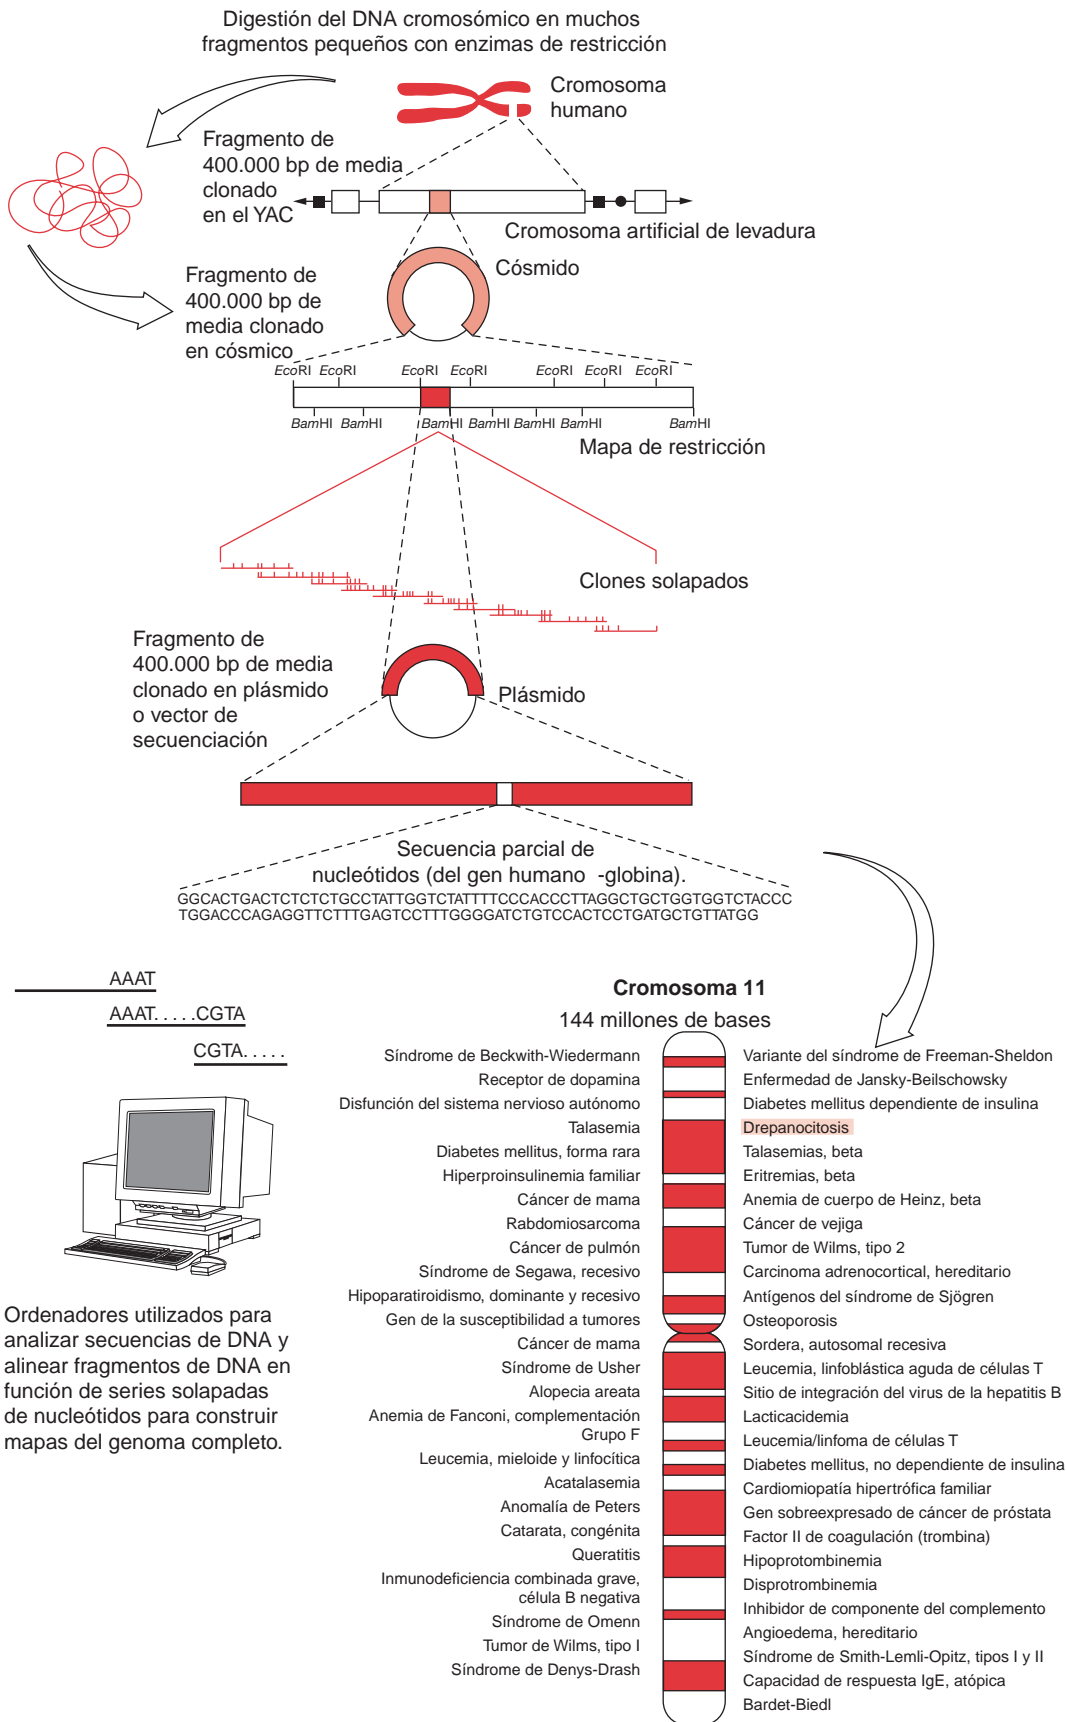 Digestión del DNA cromosómico en muchos
fragmentos pequeños con enzimas de restricción
Cromosoma
humano
Fragmento de
400.000 bp de media
clonado
en el YAC
Cromosoma artificial de levadura
Cósmido
Fragmento de
400.000 bp de
media clonado
en cósmico
EcoRI EcoRI EcoRI EcoRI EcoRI EcoRI EcoRI
BamHI BamHI BamHI BamHI BamHI BamHI BamHI
Mapa de restricción
Clones solapados
Fragmento de
400.000 bp de media
clonado en plásmido
o vector de
secuenciación
Plásmido
Secuencia parcial de
nucleótidos (del gen humano -globina).
GGCACTGACTCTCTCTGCCTATTGGTCTATTTTCCCACCCTTAGGCTGCTGGTGGTCTACCC
TGGACCCAGAGGTTCTTTGAGTCCTTTGGGGATCTGTCCACTCCTGATGCTGTTATGG
AAAT
AAAT. . . . .CGTA
CGTA. . . . .
Ordenadores utilizados para
analizar secuencias de DNA y
alinear fragmentos de DNA en
función de series solapadas
de nucleótidos para construir
mapas del genoma completo.
Cromosoma 11
144 millones de bases
Síndrome de Beckwith-Wiedermann
Receptor de dopamina
Disfunción del sistema nervioso autónomo
Talasemia
Diabetes mellitus, forma rara
Hiperproinsulinemia familiar
Cáncer de mama
Rabdomiosarcoma
Cáncer de pulmón
Síndrome de Segawa, recesivo
Hipoparatiroidismo, dominante y recesivo
Gen de la susceptibilidad a tumores
Cáncer de mama
Síndrome de Usher
Alopecia areata
Anemia de Fanconi, complementación
Grupo F
Leucemia, mieloide y linfocítica
Acatalasemia
Anomalía de Peters
Catarata, congénita
Queratitis
Inmunodeficiencia combinada grave,
célula B negativa
Síndrome de Omenn
Tumor de Wilms, tipo I
Síndrome de Denys-Drash
Variante del síndrome de Freeman-Sheldon
Enfermedad de Jansky-Beilschowsky
Diabetes mellitus dependiente de insulina
Drepanocitosis
Talasemias, beta
Eritremias, beta
Anemia de cuerpo de Heinz, beta
Cáncer de vejiga
Tumor de Wilms, tipo 2
Carcinoma adrenocortical, hereditario
Antígenos del síndrome de Sjögren
Osteoporosis
Sordera, autosomal recesiva
Leucemia, linfoblástica aguda de células T
Sitio de integración del virus de la hepatitis B
Lacticacidemia
Leucemia/linfoma de células T
Diabetes mellitus, no dependiente de insulina
Cardiomiopatía hipertrófica familiar
Gen sobreexpresado de cáncer de próstata
Factor II de coagulación (trombina)
Hipoprotombinemia
Disprotrombinemia
Inhibidor de componente del complemento
Angioedema, hereditario
Síndrome de Smith-Lemli-Opitz, tipos I y II
Capacidad de respuesta IgE, atópica
Bardet-Biedl